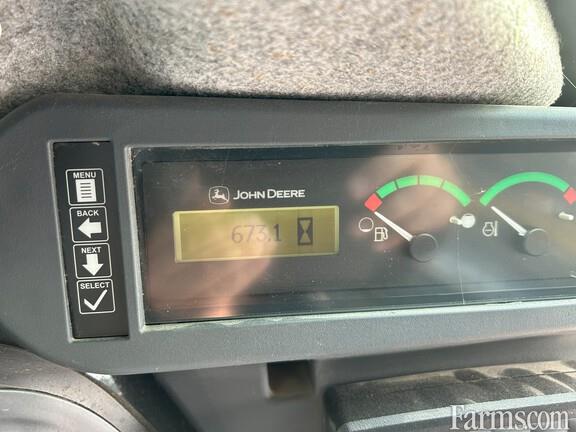 MENU
BACK
NEXT
SELECT
JOHN DEERE
673.1
Farms.com